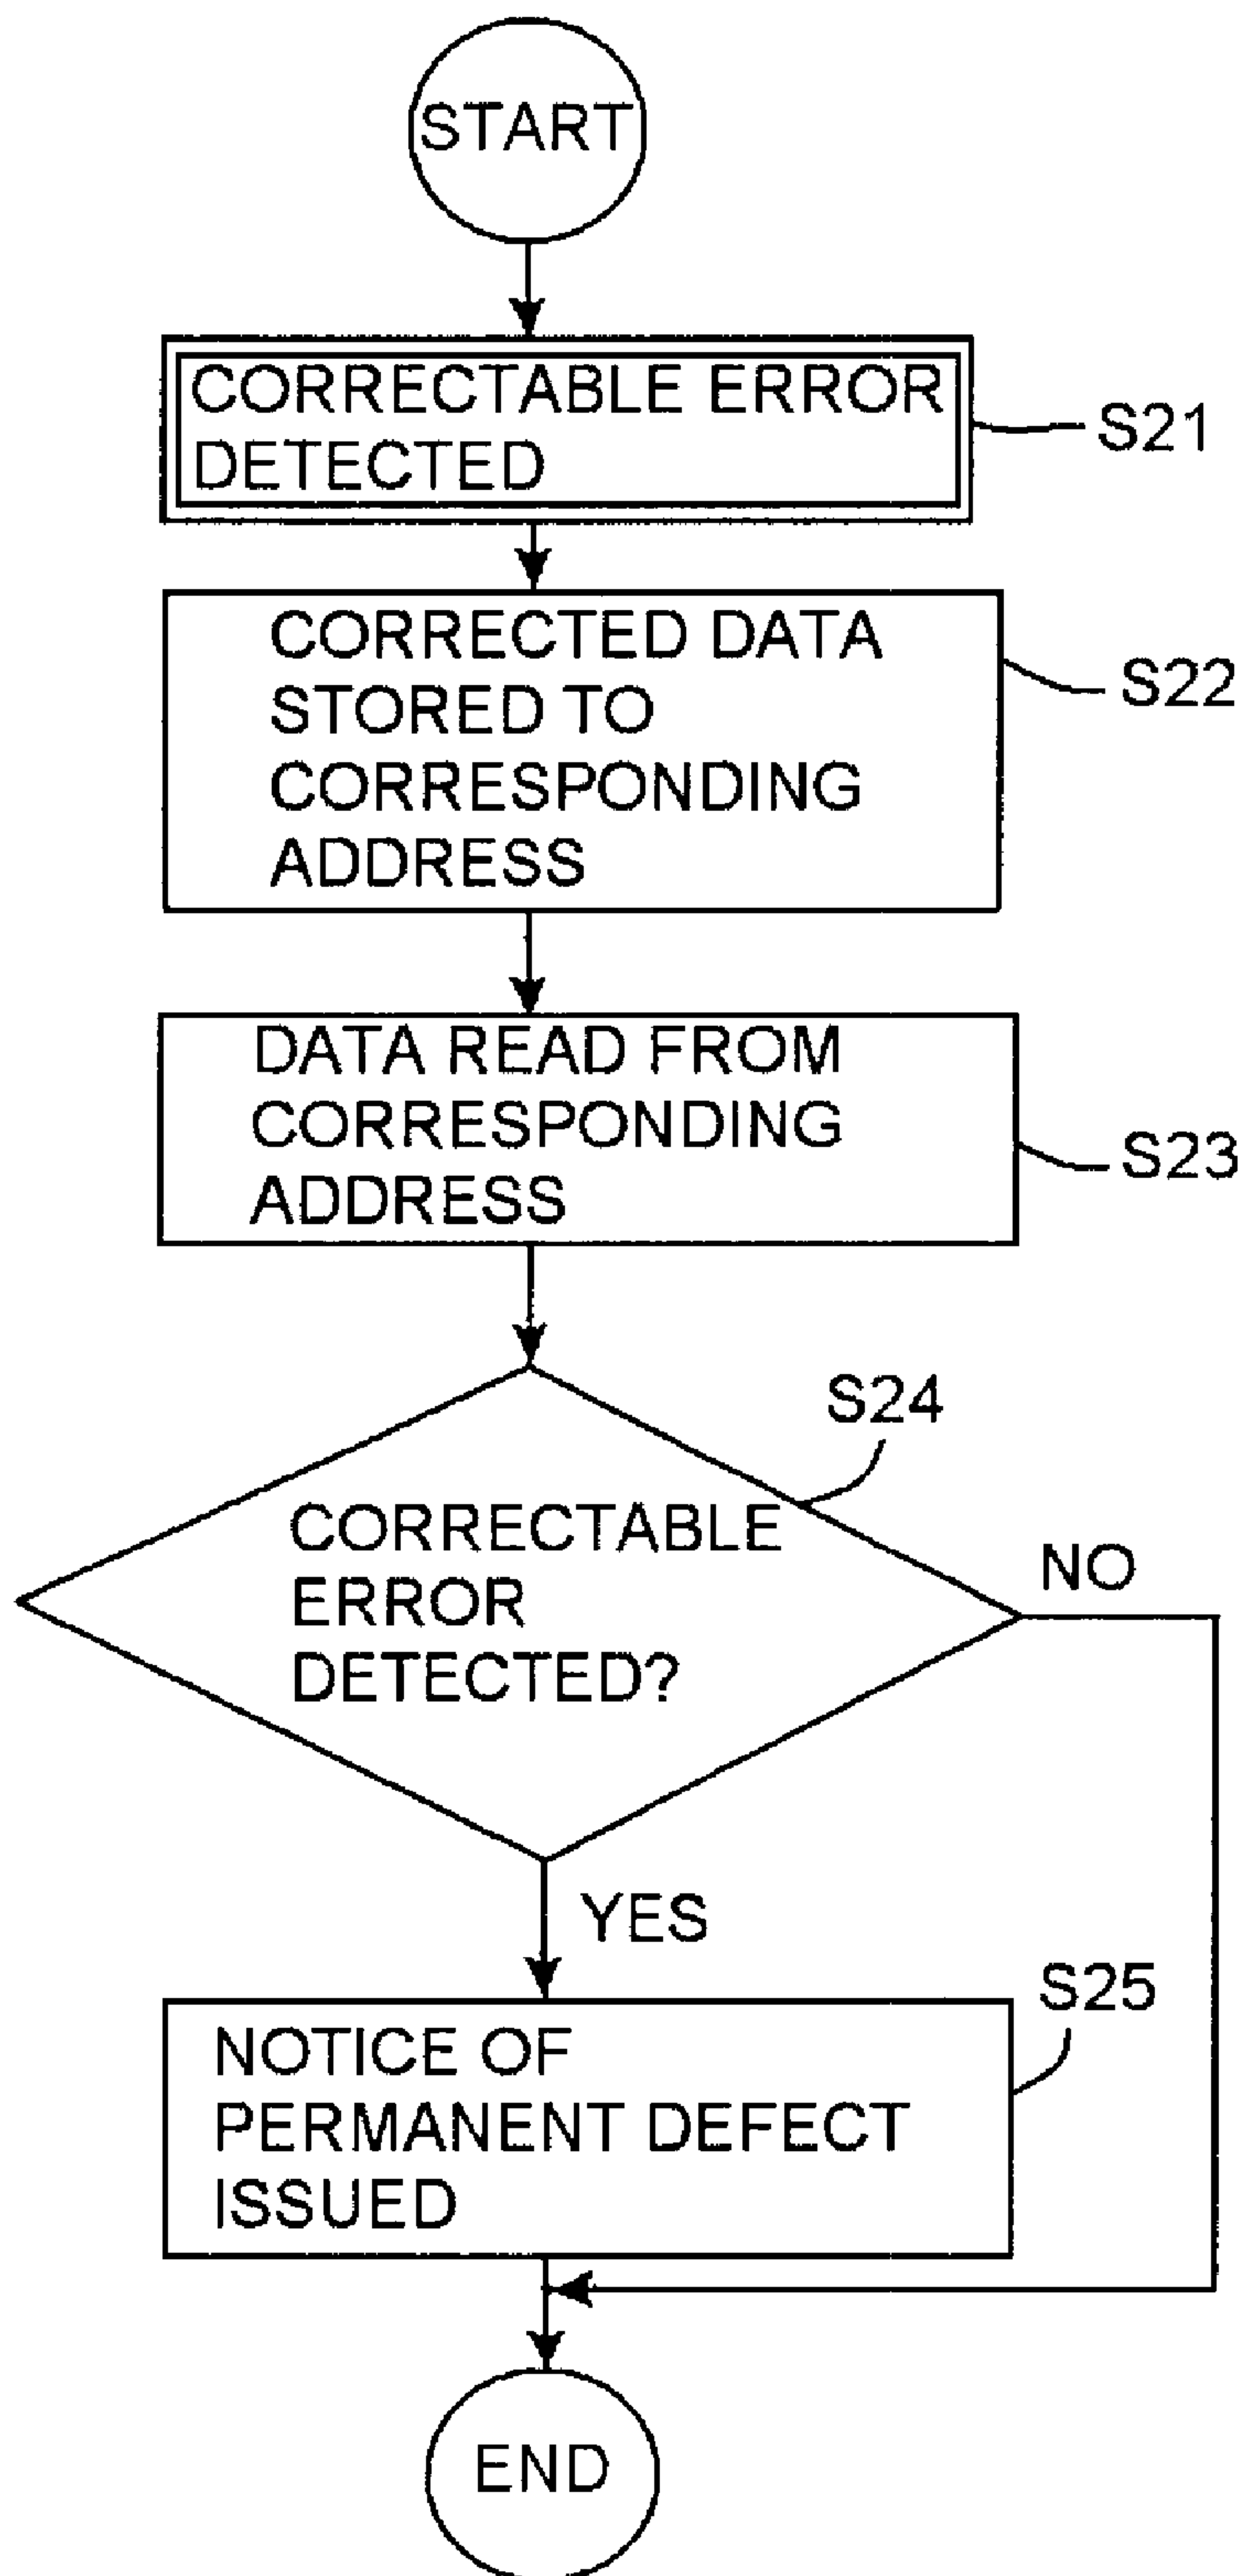 START
CORRECTABLE ERROR
DETECTED
S21
CORRECTED DATA
STORED TO
CORRESPONDING
ADDRESS
S22
DATA READ FROM
CORRESPONDING
ADDRESS
S23
S24
CORRECTABLE
ERROR
DETECTED?
NO
YES
S25
NOTICE OF
PERMANENT DEFECT
ISSUED
END